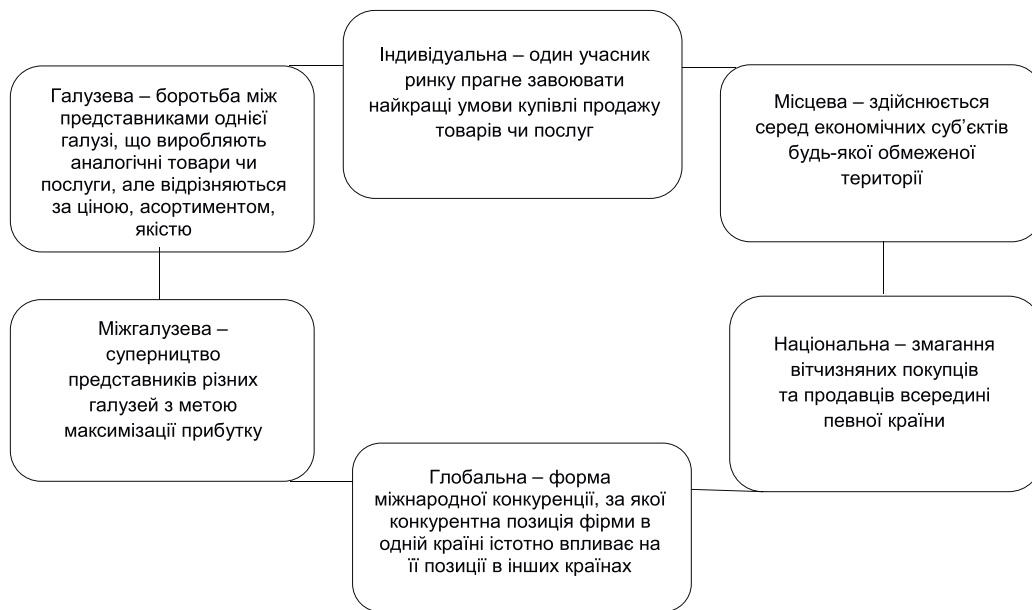 Індивідуальна – один учасник
ринку прагне завоювати
найкращі умови купівлі продажу
товарів чи послуг
Галузева – боротьба між
представниками однієї
галузі, що виробляють
аналогічні товари чи
послуги, але відрізняються
за ціною, асортиментом,
якістю
Місцева – здійснюється
серед економічних суб’єктів
будь-якої обмеженої
території
Міжгалузева –
суперництво
представників різних
галузей з метою
максимізації прибутку
Національна – змагання
вітчизняних покупців
та продавців всередині
певної країни
Глобальна – форма
міжнародної конкуренції, за якої
конкурентна позиція фірми в
одній країні істотно впливає на
її позиції в інших країнах